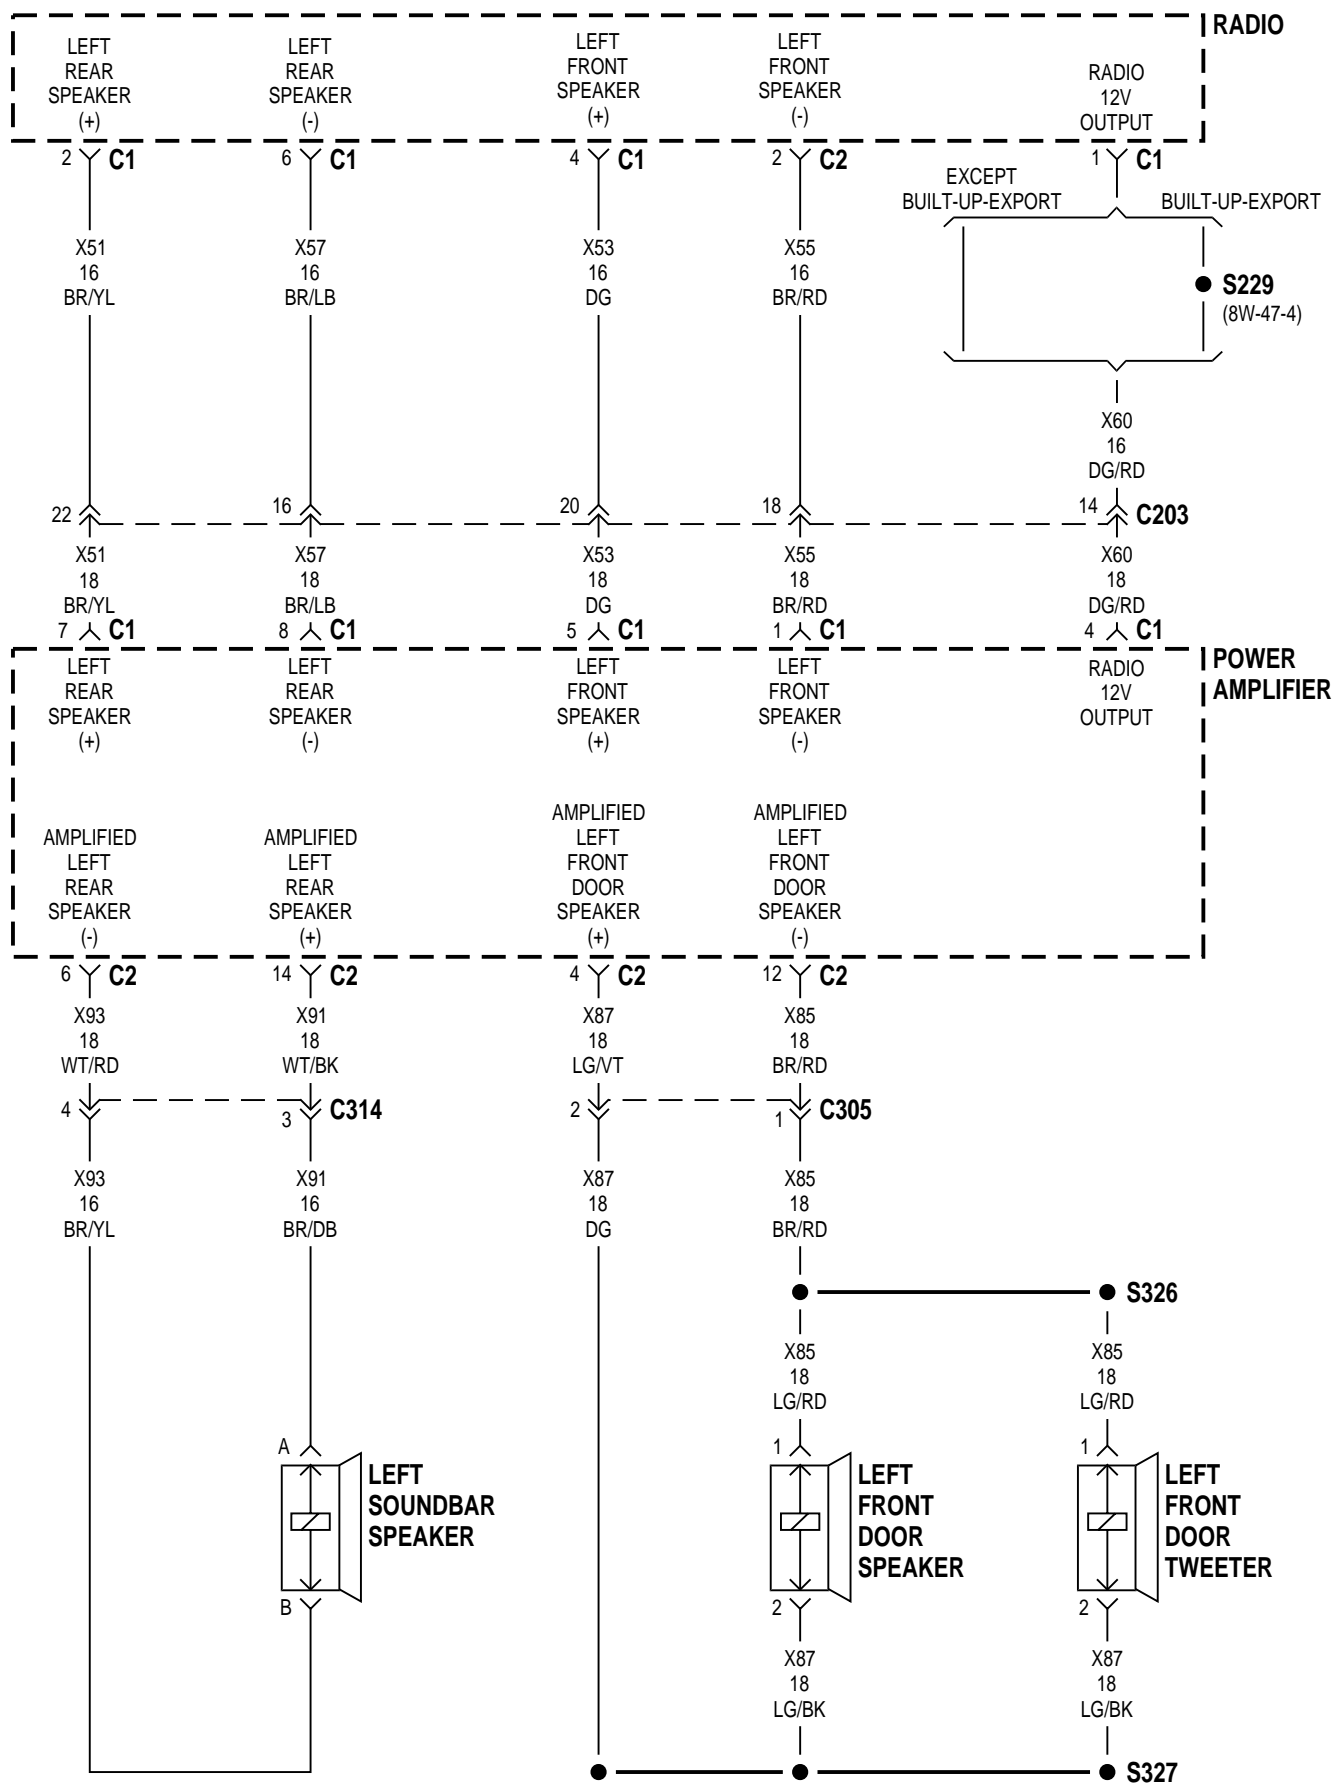 RADIO
LEFT
REAR
SPEAKER
(+)
LEFT
REAR
SPEAKER
(-)
LEFT
FRONT
SPEAKER
(+)
LEFT
FRONT
SPEAKER
(-)
RADIO
12V
OUTPUT
2 C1
6 C1
4 C1
2 C2
1 C1
EXCEPT
BUILT-UP-EXPORT
BUILT-UP-EXPORT
X51
16
BR/YL
X57
16
BR/LB
X53
16
DG
X55
16
BR/RD
S229
(8W-47-4)
X60
16
DG/RD
22
16
20
18
14 C203
X51
18
BR/YL
X57
18
BR/LB
X53
18
DG
X55
18
BR/RD
X60
18
DG/RD
7 C1
8 C1
5 C1
1 C1
4 C1
POWER
AMPLIFIER
LEFT
REAR
SPEAKER
(+)
LEFT
REAR
SPEAKER
(-)
LEFT
FRONT
SPEAKER
(+)
LEFT
FRONT
SPEAKER
(-)
RADIO
12V
OUTPUT
AMPLIFIED
LEFT
REAR
SPEAKER
(-)
AMPLIFIED
LEFT
REAR
SPEAKER
(+)
AMPLIFIED
LEFT
FRONT
DOOR
SPEAKER
(+)
AMPLIFIED
LEFT
FRONT
DOOR
SPEAKER
(-)
6 C2
14 C2
4 C2
12 C2
X93
18
WT/RD
X91
18
WT/BK
X87
18
LG/VT
X85
18
BR/RD
4
3 C314
2
1 C305
X93
16
BR/YL
X91
16
BR/DB
X87
18
DG
X85
18
BR/RD
S326
X85
18
LG/RD
X85
18
LG/RD
A
1
1
LEFT
SOUNDBAR
SPEAKER
LEFT
FRONT
DOOR
SPEAKER
LEFT
FRONT
DOOR
TWEETER
B
2
2
X87
18
LG/BK
X87
18
LG/BK
S327